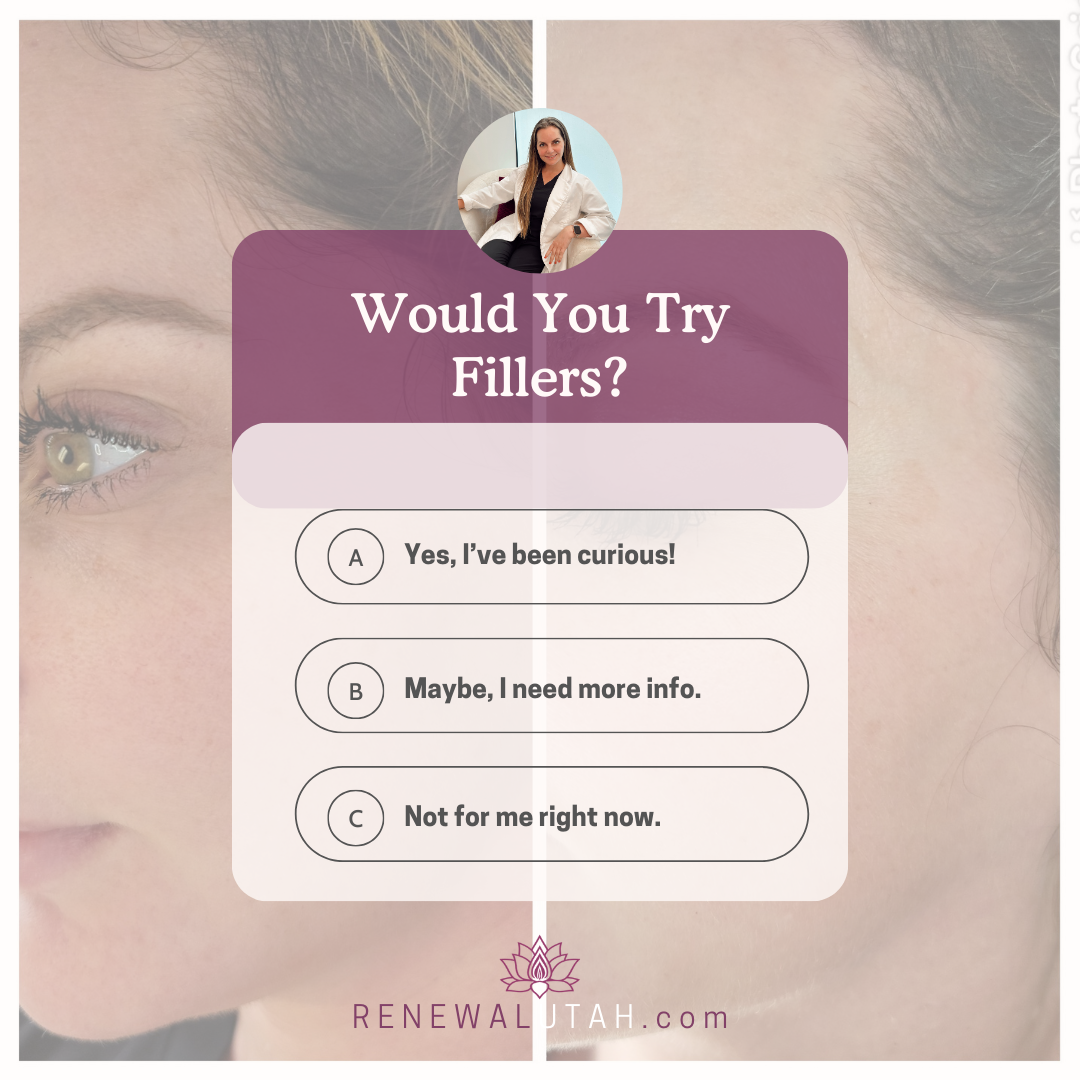 Would You Try
Fillers?
A Yes, I've been curious!
B Maybe, I need more info.
C Not for me right now.
RENEWALUTAH.com